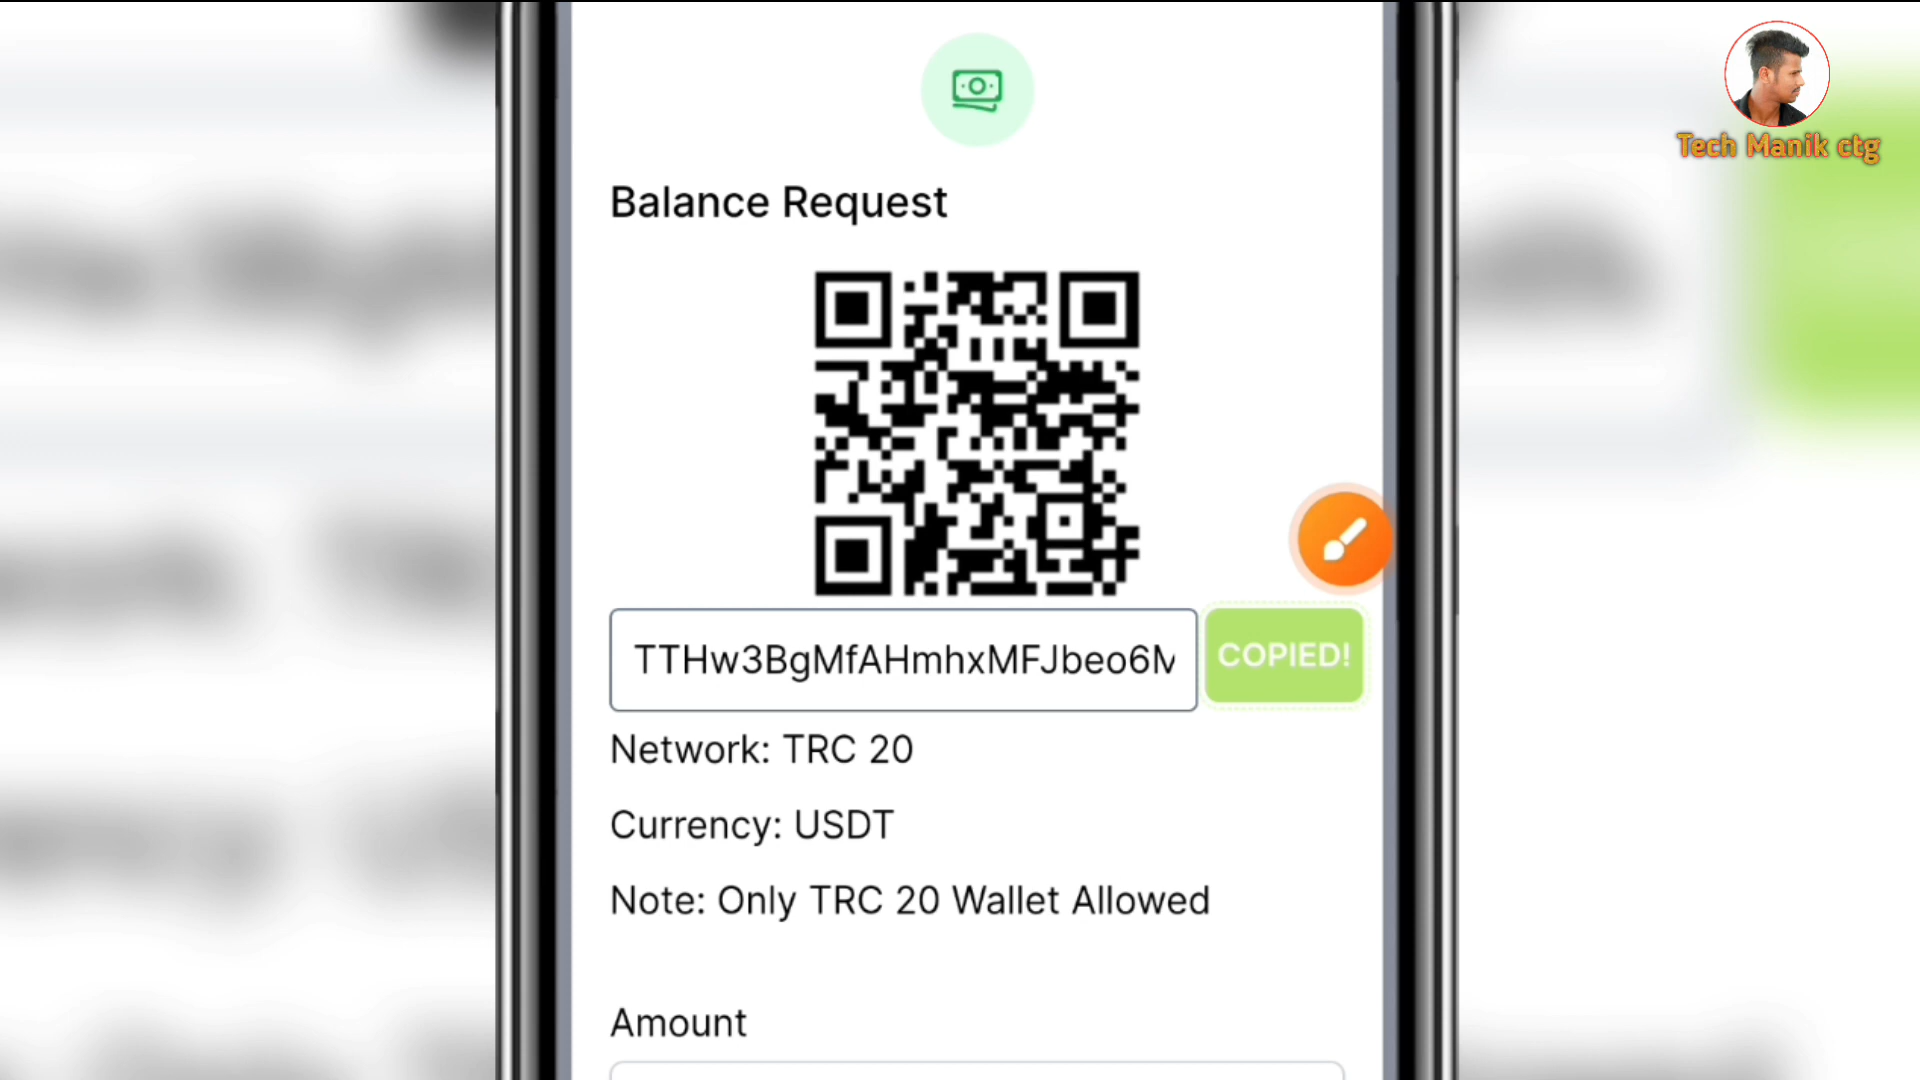 Tech Manik ctg
Balance Request
TTHw3BgMfAHmhxMFJbeo6M
COPIED!
Network: TRC 20
Currency: USDT
Note: Only TRC 20 Wallet Allowed
Amount